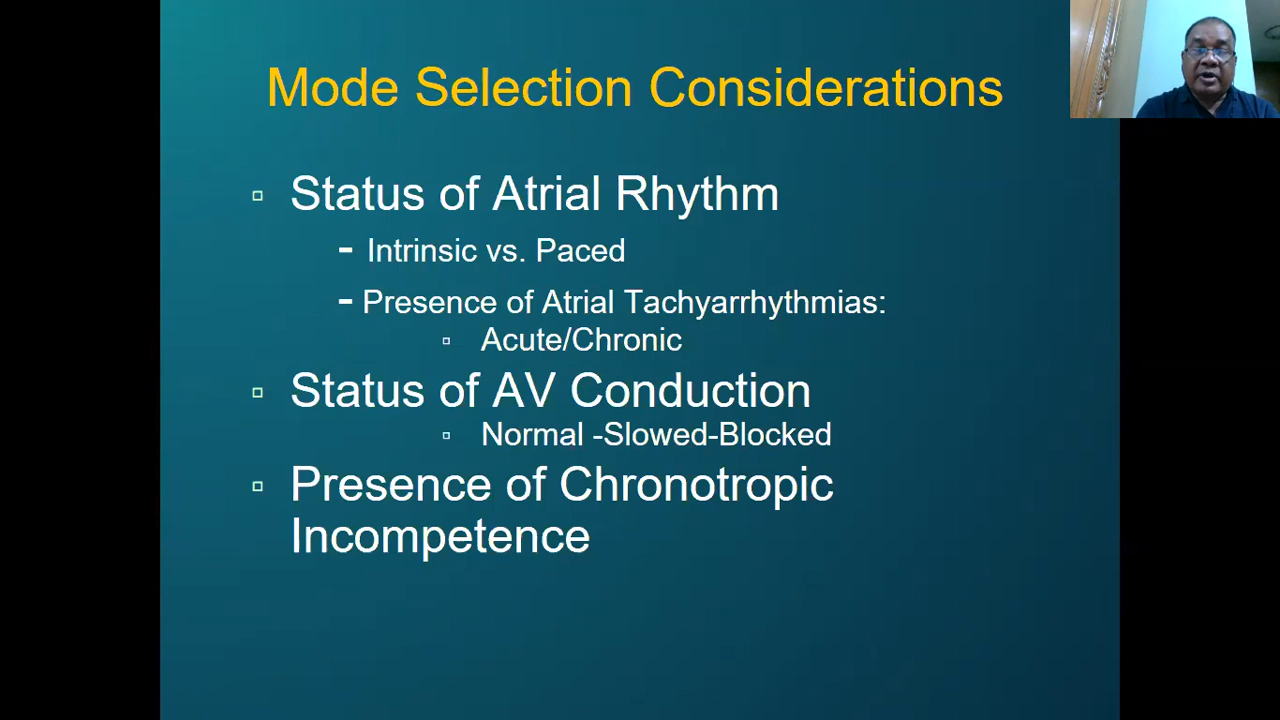 Mode Selection Considerations
Status of Atrial Rhythm
- Intrinsic vs. Paced
- Presence of Atrial Tachyarrhythmias:
Acute/Chronic
Status of AV Conduction
Normal -Slowed-Blocked
Presence of Chronotropic
Incompetence